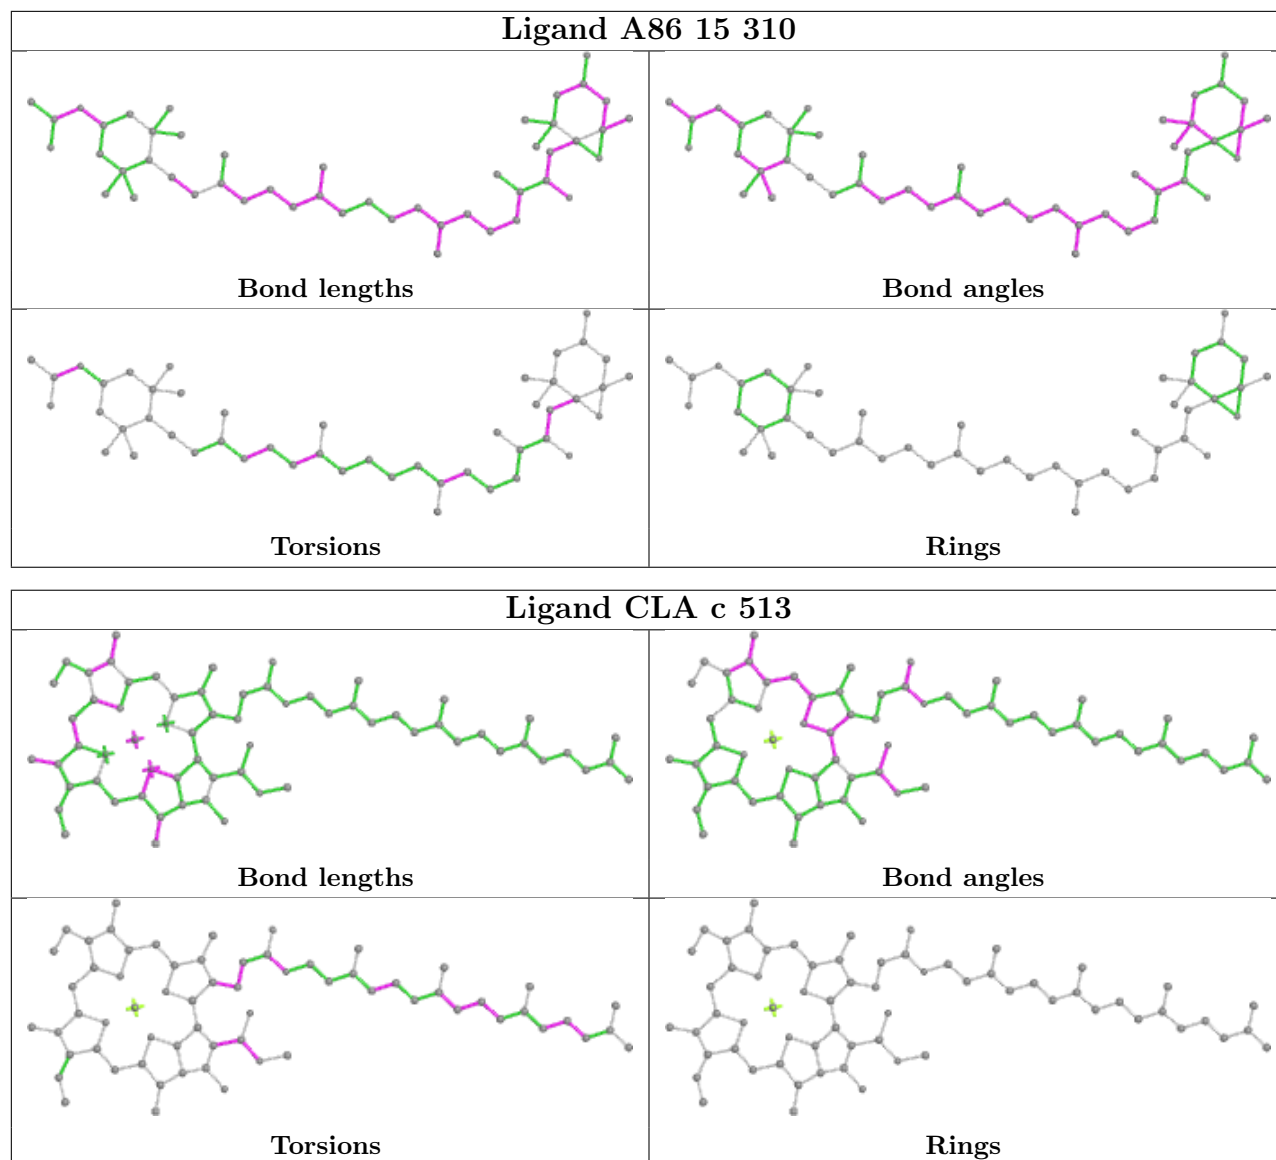 Ligand A86 15 310
Bond lengths
Bond angles
Torsions
Rings
Ligand CLA c 513
Bond lengths
Bond angles
Torsions
Rings